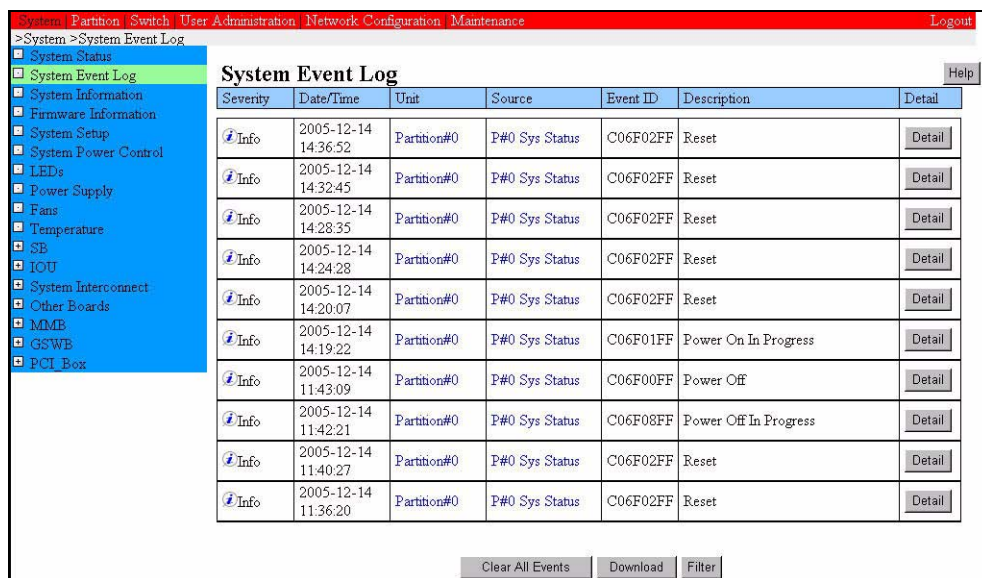 System | Partition | Switch | User Administration | Network Configuration | Maintenance Logout
>System >System Event Log
System Status
System Event Log
System Information
Firmware Information
System Setup
System Power Control
LEDs
Power Supply
Fans
Temperature
SB
IOU
System Interconnect
Other Boards
MMB
GSWB
PCI_Box
System Event Log
Help
Severity Date/Time Unit Source Event ID Description Detail
Info 2005-12-14 14:36:52 Partition#0 P#0 Sys Status C06F02FF Reset Detail
Info 2005-12-14 14:32:45 Partition#0 P#0 Sys Status C06F02FF Reset Detail
Info 2005-12-14 14:28:35 Partition#0 P#0 Sys Status C06F02FF Reset Detail
Info 2005-12-14 14:24:28 Partition#0 P#0 Sys Status C06F02FF Reset Detail
Info 2005-12-14 14:20:07 Partition#0 P#0 Sys Status C06F02FF Reset Detail
Info 2005-12-14 14:19:22 Partition#0 P#0 Sys Status C06F01FF Power On In Progress Detail
Info 2005-12-14 11:43:09 Partition#0 P#0 Sys Status C06F00FF Power Off Detail
Info 2005-12-14 11:42:21 Partition#0 P#0 Sys Status C06F08FF Power Off In Progress Detail
Info 2005-12-14 11:40:27 Partition#0 P#0 Sys Status C06F02FF Reset Detail
Info 2005-12-14 11:36:20 Partition#0 P#0 Sys Status C06F02FF Reset Detail
Clear All Events Download Filter